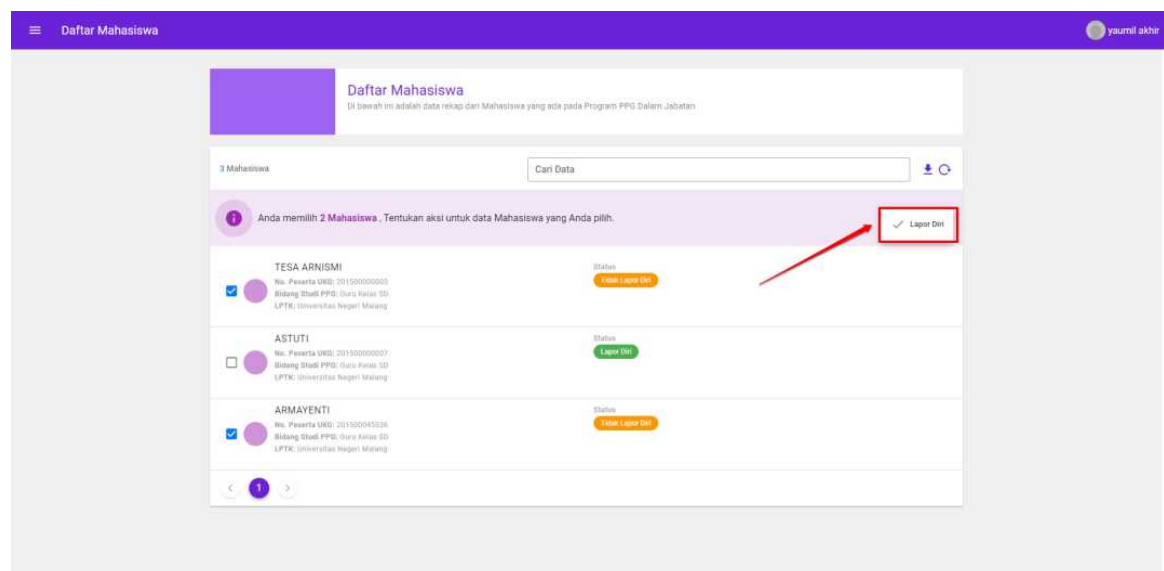 Daftar Mahasiswa
yaumil akhir
Daftar Mahasiswa
Di bawah ini adalah data rekap dari Mahasiswa yang ada pada Program PPG Dalam Jabatan
3 Mahasiswa
Cari Data
Anda memilih 2 Mahasiswa , Tentukan aksi untuk data Mahasiswa yang Anda pilih.
Lapor Diri
TESA ARNISMI
No. Peserta UKG: 201500000003
Bidang Studi PPG: Guru Kelas SD
LPTK: Universitas Negeri Malang
Status
Tidak Lapor Diri
ASTUTI
No. Peserta UKG: 201500000007
Bidang Studi PPG: Guru Kelas SD
LPTK: Universitas Negeri Malang
Status
Lapor Diri
ARMAYENTI
No. Peserta UKG:
Bidang Studi PPG: Guru Kelas SD
LPTK: Universitas Negeri Malang
Status
Tidak Lapor Diri
1